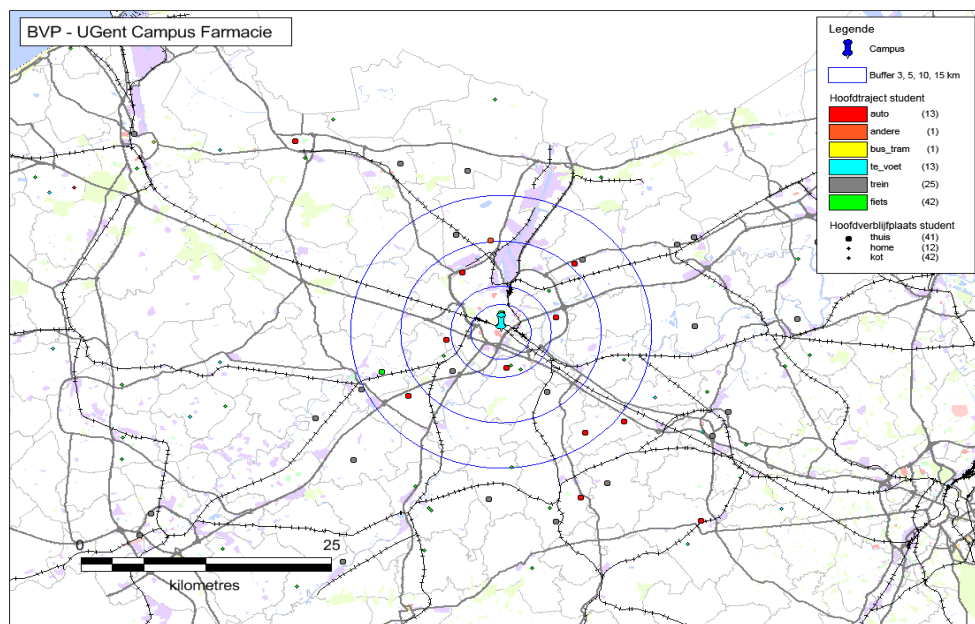 BVP - UGent Campus Farmacie
Legende
Campus
Buffer 3, 5, 10, 15 km
Hoofdtraject student
auto (13)
andere (1)
bus_tram (1)
te_voet (13)
trein (25)
fiets (42)
Hoofdverblijfplaats student
thuis (41)
home (12)
kot (42)
0 25
kilometres